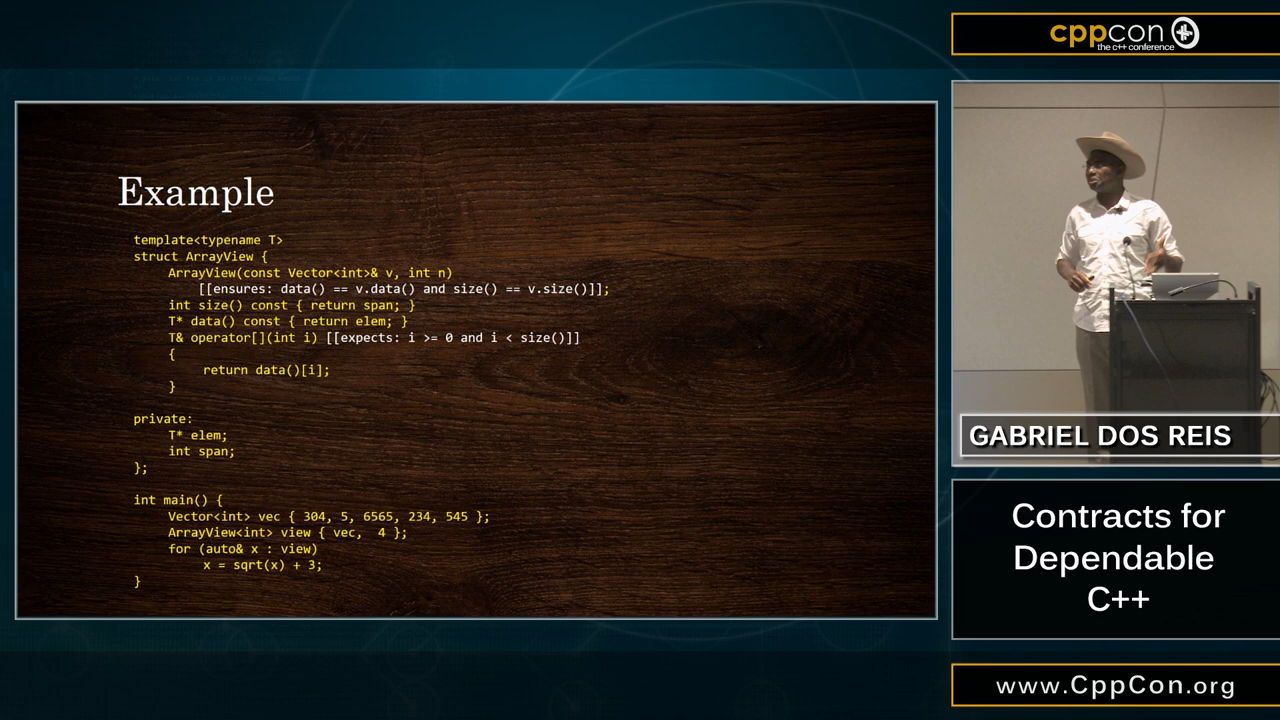 cppcon
the c++ conference
Example
template<typename T>
struct ArrayView {
ArrayView(const Vector<int>& v, int n)
[[ensures: data() == v.data() and size() == v.size()]];
int size() const { return span; }
T* data() const { return elem; }
T& operator[](int i) [[expects: i >= 0 and i < size()]]
{
return data()[i];
}
private:
T* elem;
int span;
};
int main() {
Vector<int> vec { 304, 5, 6565, 234, 545 };
ArrayView<int> view { vec, 4 };
for (auto& x : view)
x = sqrt(x) + 3;
}
GABRIEL DOS REIS
Contracts for
Dependable
C++
www.CppCon.org